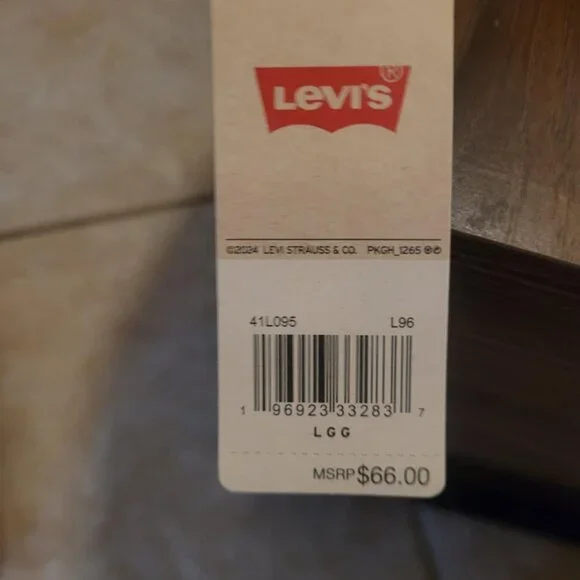 Levi's®
©2024 LEVI STRAUSS & CO. PKGH_1265
41L095 L96
1 96923 33283 7
LGG
MSRP $66.00